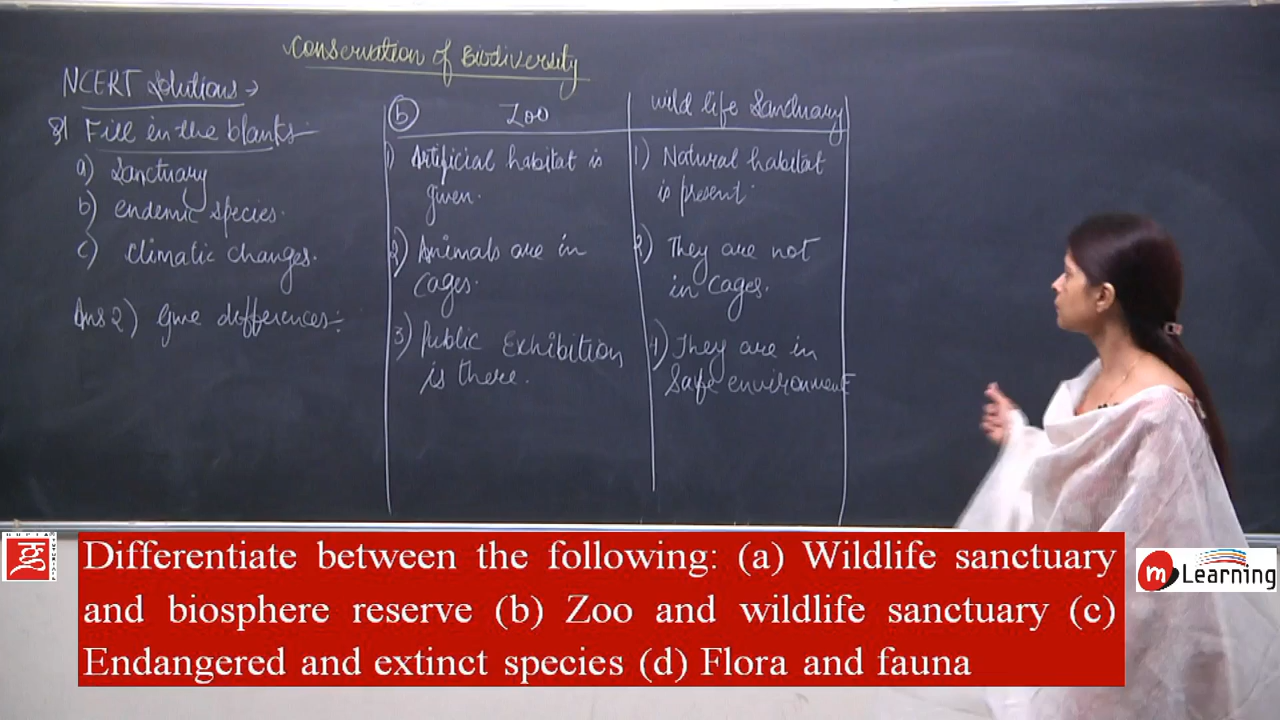 Conservation of Biodiversity
NCERT Solutions →
Q1 Fill in the blanks
a) Sanctuary
b) endemic species.
c) climatic changes.
Ans 2) Give differences:
(b) Zoo
1) Artificial habitat is
given.
2) Animals are in
cages.
3) Public Exhibition
is there.
wild life Sanctuary
1) Natural habitat
is present.
2) They are not
in cages.
4) They are in
Safe environment
GUPTA
Differentiate between the following: (a) Wildlife sanctuary
and biosphere reserve (b) Zoo and wildlife sanctuary (c)
Endangered and extinct species (d) Flora and fauna
m Learning